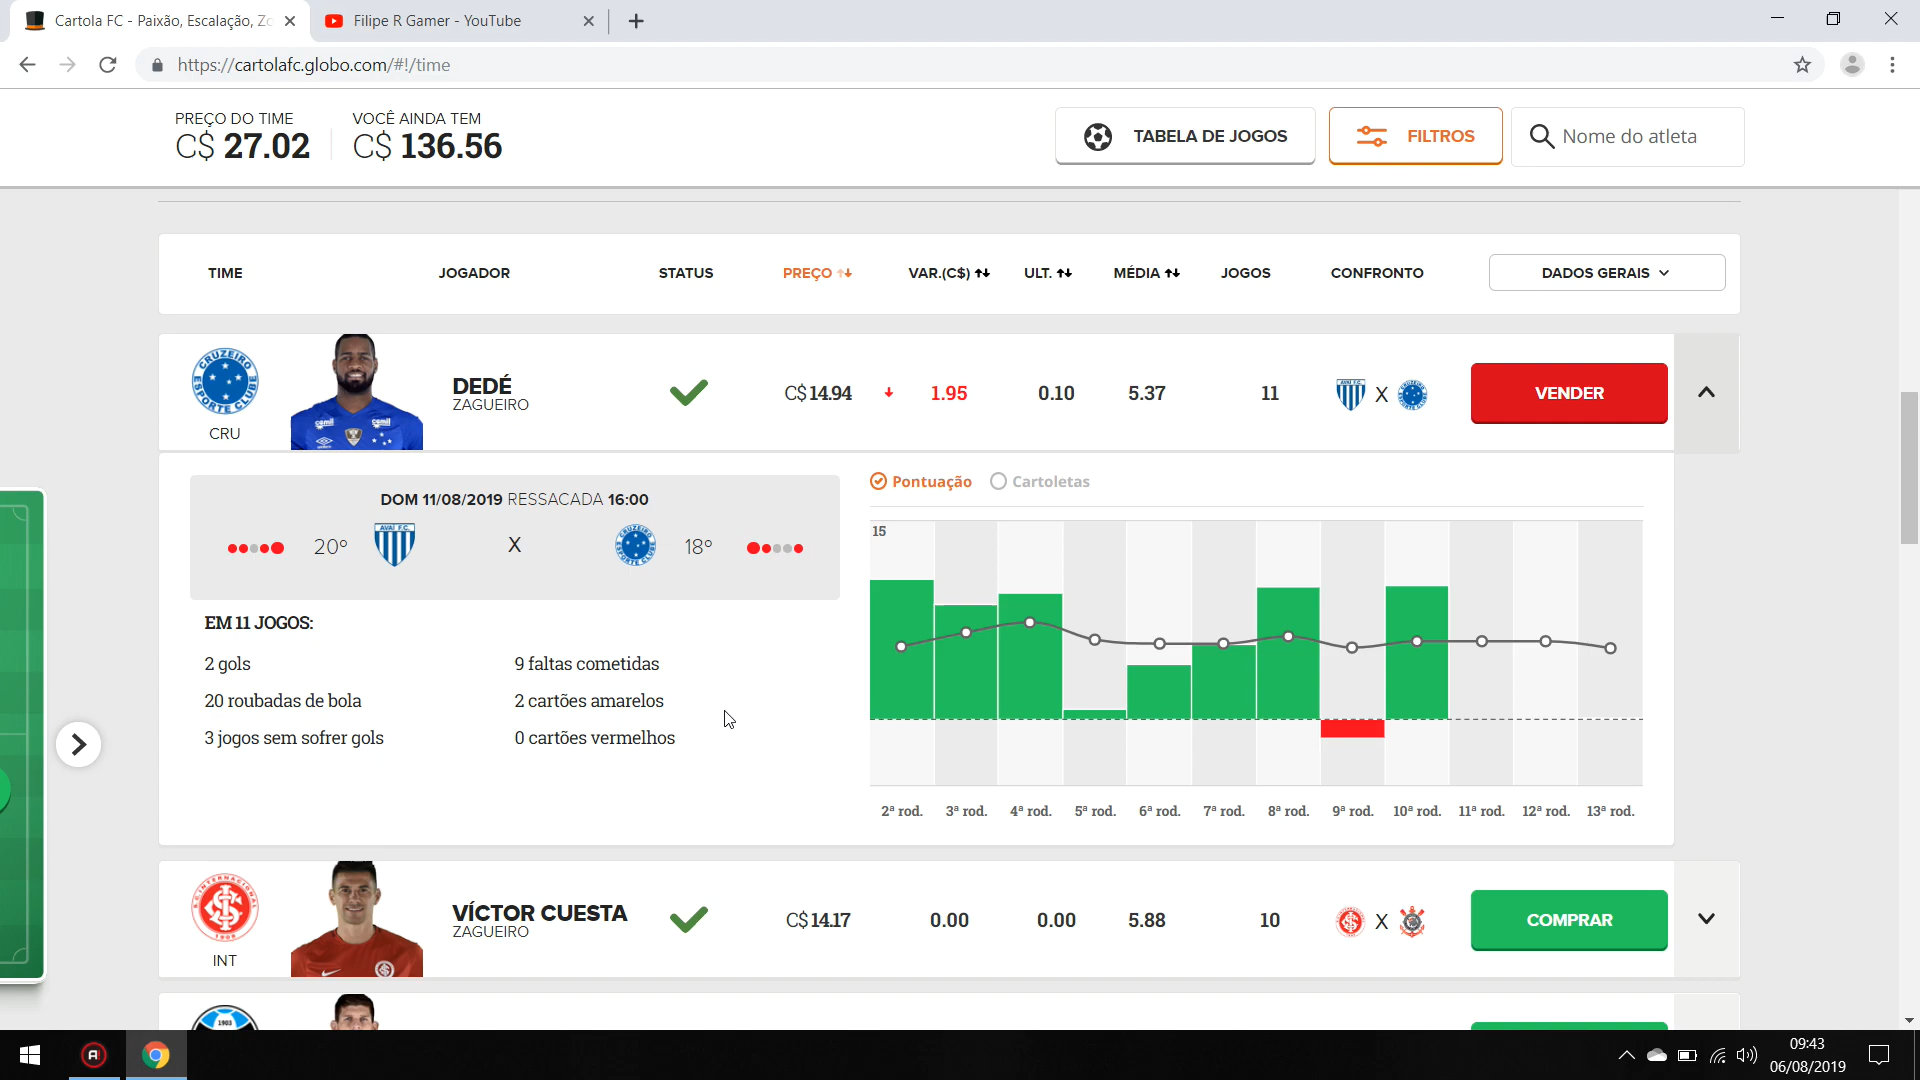 Cartola FC - Paixão, Escalação, Zo
Filipe R Gamer - YouTube
https://cartolafc.globo.com/#!/time
PREÇO DO TIME
C$ 27.02
VOCÊ AINDA TEM
C$ 136.56
TABELA DE JOGOS
FILTROS
Nome do atleta
TIME JOGADOR STATUS PREÇO VAR.(C$) ULT. MÉDIA JOGOS CONFRONTO DADOS GERAIS
CRUZEIRO ESPORTE CLUBE
CRU
DEDÉ
ZAGUEIRO
C$ 14.94 1.95 0.10 5.37 11 X VENDER
DOM 11/08/2019 RESSACADA 16:00
20º AVAI F.C. X 18º
EM 11 JOGOS:
2 gols
9 faltas cometidas
20 roubadas de bola
2 cartões amarelos
3 jogos sem sofrer gols
0 cartões vermelhos
Pontuação Cartoletas
15
2ª rod. 3ª rod. 4ª rod. 5ª rod. 6ª rod. 7ª rod. 8ª rod. 9ª rod. 10ª rod. 11ª rod. 12ª rod. 13ª rod.
INT
VÍCTOR CUESTA
ZAGUEIRO
C$ 14.17 0.00 0.00 5.88 10 X COMPRAR
1903
09:43
06/08/2019